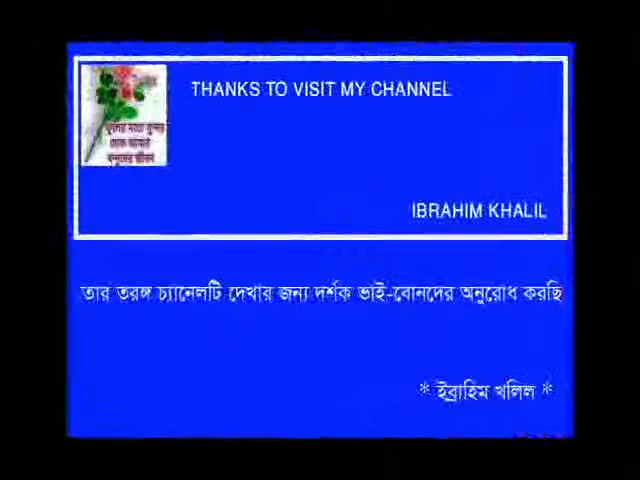 THANKS TO VISIT MY CHANNEL
IBRAHIM KHALIL
তার তরঙ্গ চ্যানেলটি দেখার জন্য দর্শক ভাই-বোনদের অনুরোধ করছি
* ইব্রাহিম খলিল *